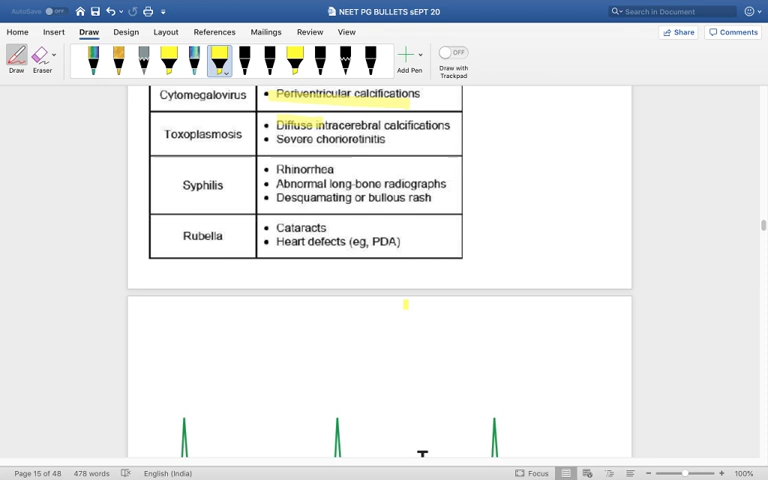 AutoSave OFF
NEET PG BULLETS sEPT 20
Search in Document
Home Insert Draw Design Layout References Mailings Review View
Share Comments
OFF
Draw Eraser Add Pen Draw with Trackpad
Cytomegalovirus
• Periventricular calcifications
Toxoplasmosis
• Diffuse intracerebral calcifications
• Severe chorioretinitis
Syphilis
• Rhinorrhea
• Abnormal long-bone radiographs
• Desquamating or bullous rash
Rubella
• Cataracts
• Heart defects (eg, PDA)
Page 15 of 48 478 words English (India) Focus 100%